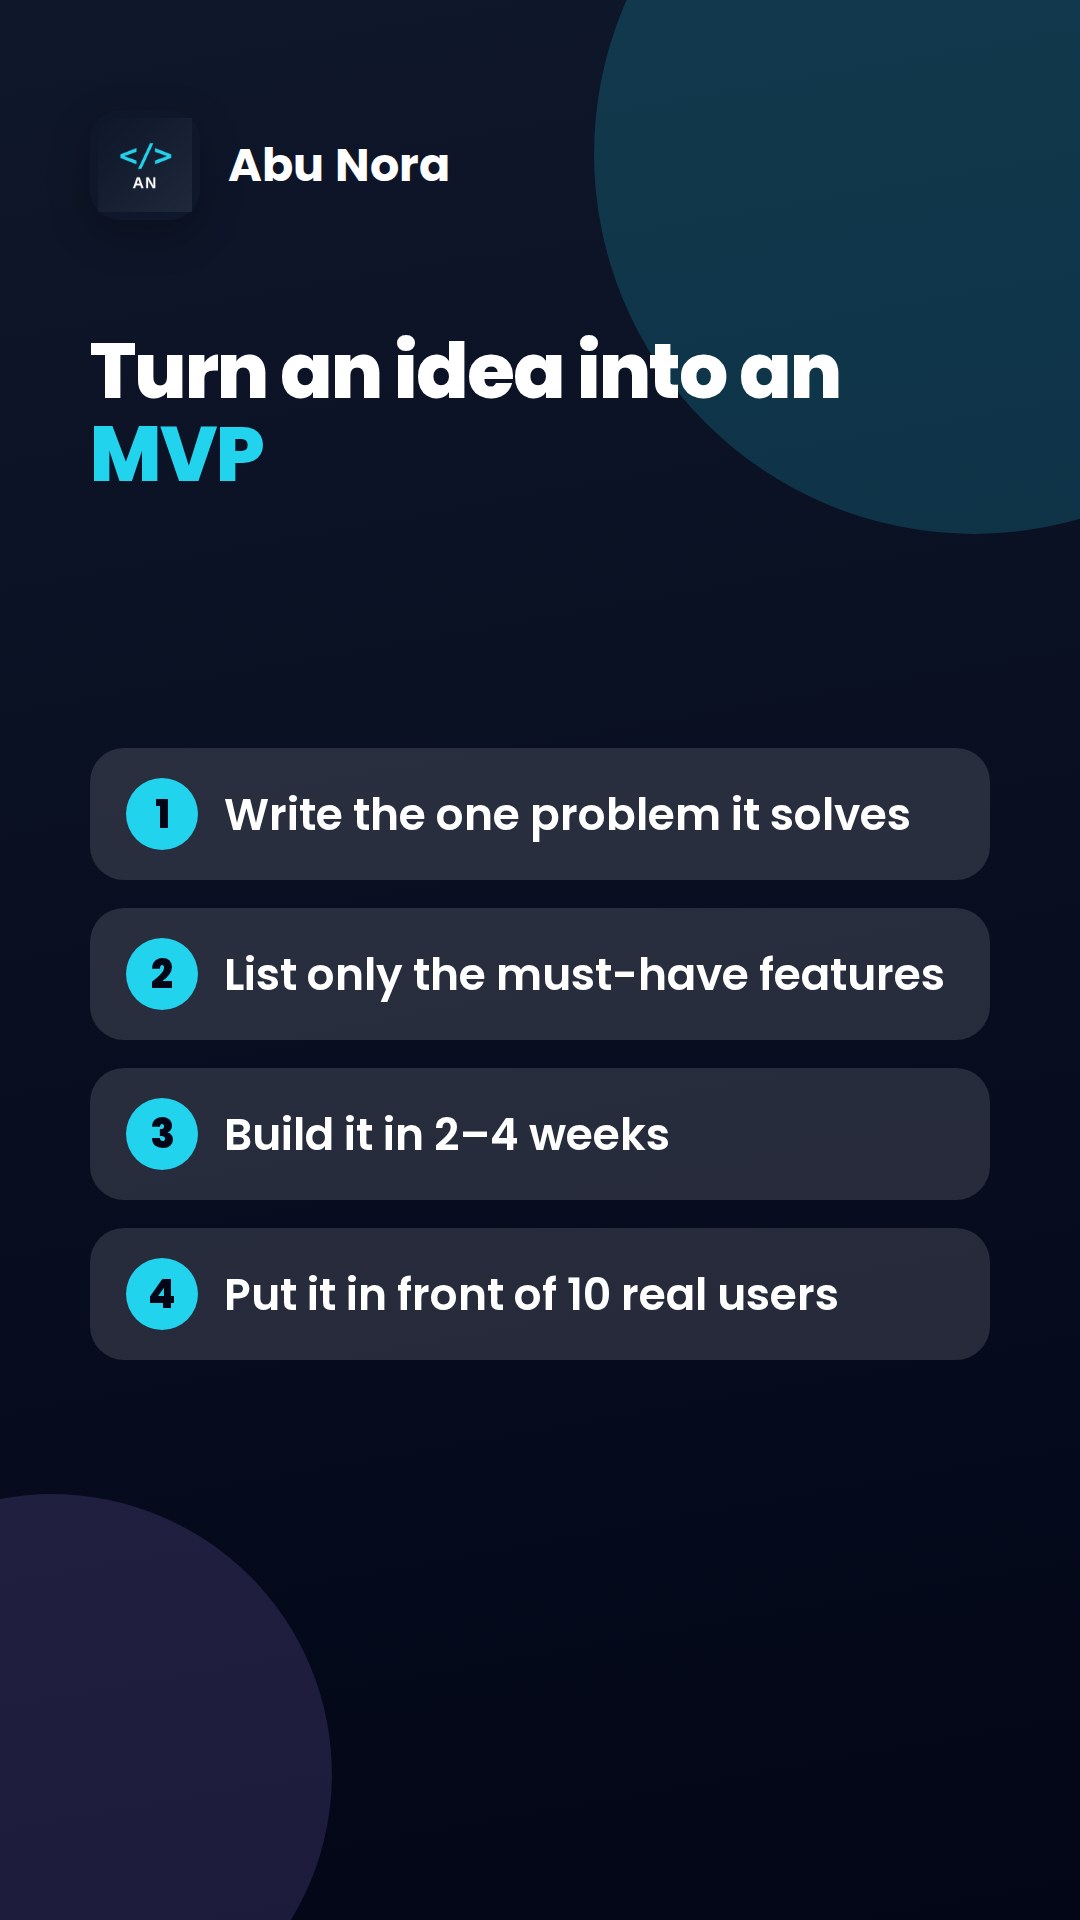 </>
AN
Abu Nora
Turn an idea into an
MVP
1 Write the one problem it solves
2 List only the must-have features
3 Build it in 2–4 weeks
4 Put it in front of 10 real users